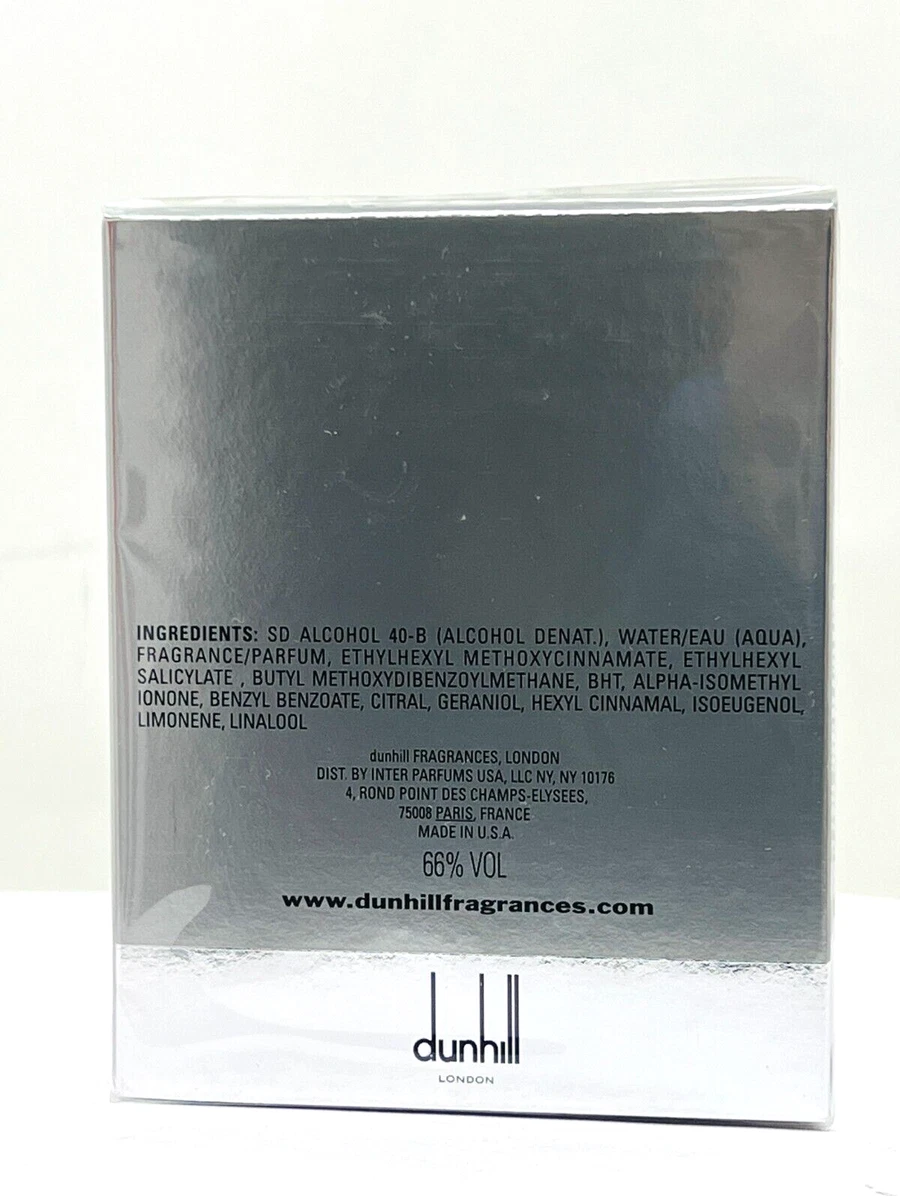 INGREDIENTS: SD ALCOHOL 40-B (ALCOHOL DENAT.), WATER/EAU (AQUA),
FRAGRANCE/PARFUM, ETHYLHEXYL METHOXYCINNAMATE, ETHYLHEXYL
SALICYLATE , BUTYL METHOXYDIBENZOYLMETHANE, BHT, ALPHA-ISOMETHYL
IONONE, BENZYL BENZOATE, CITRAL, GERANIOL, HEXYL CINNAMAL, ISOEUGENOL,
LIMONENE, LINALOOL
dunhill FRAGRANCES, LONDON
DIST. BY INTER PARFUMS USA, LLC NY, NY 10176
4, ROND POINT DES CHAMPS-ELYSEES,
75008 PARIS, FRANCE
MADE IN U.S.A.
66% VOL
www.dunhillfragrances.com
dunhill
LONDON